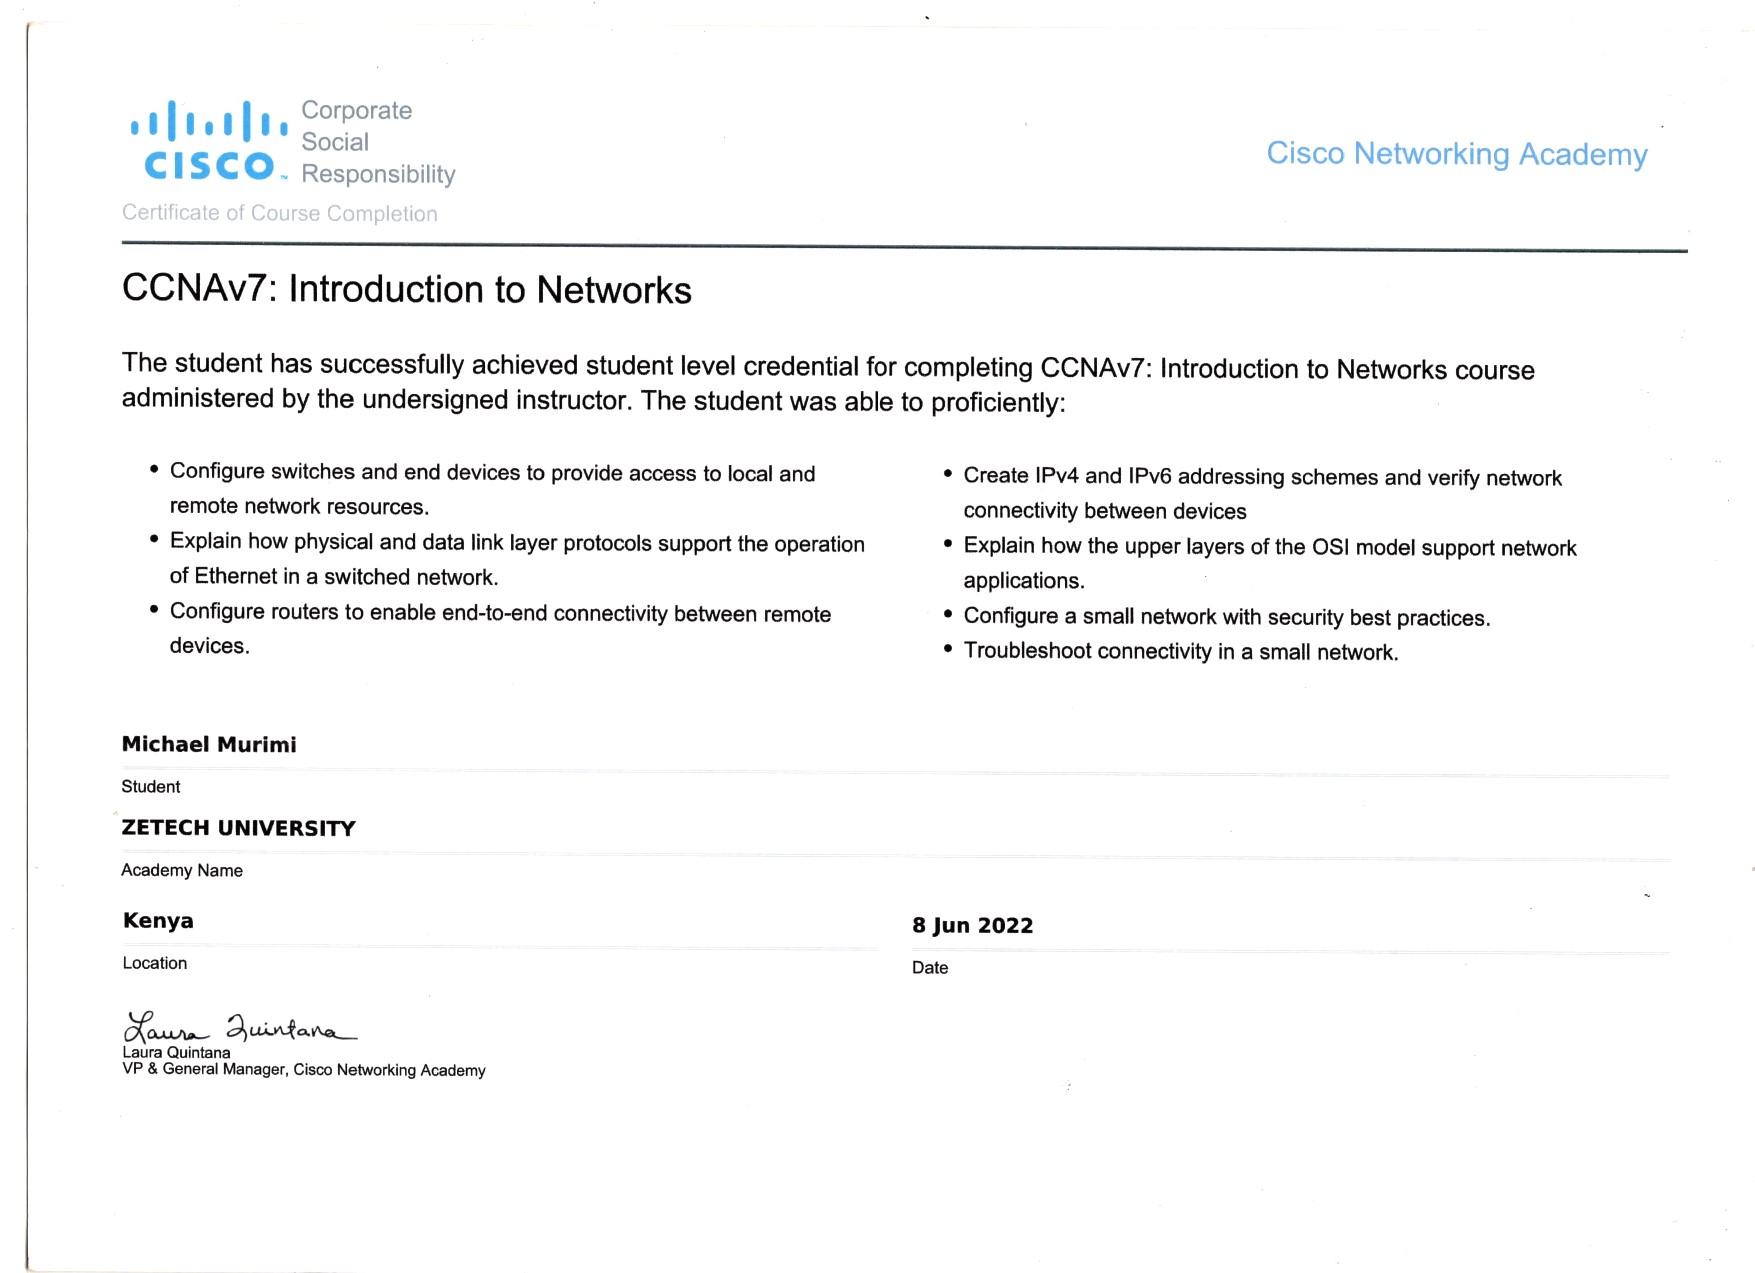 Corporate
Social
Responsibility
CISCO™
Certificate of Course Completion
Cisco Networking Academy
CCNAv7: Introduction to Networks
The student has successfully achieved student level credential for completing CCNAv7: Introduction to Networks course
administered by the undersigned instructor. The student was able to proficiently:
• Configure switches and end devices to provide access to local and
remote network resources.
• Explain how physical and data link layer protocols support the operation
of Ethernet in a switched network.
• Configure routers to enable end-to-end connectivity between remote
devices.
• Create IPv4 and IPv6 addressing schemes and verify network
connectivity between devices
• Explain how the upper layers of the OSI model support network
applications.
• Configure a small network with security best practices.
• Troubleshoot connectivity in a small network.
Michael Murimi
Student
ZETECH UNIVERSITY
Academy Name
Kenya
Location
8 Jun 2022
Date
Laura Quintana
Laura Quintana
VP & General Manager, Cisco Networking Academy